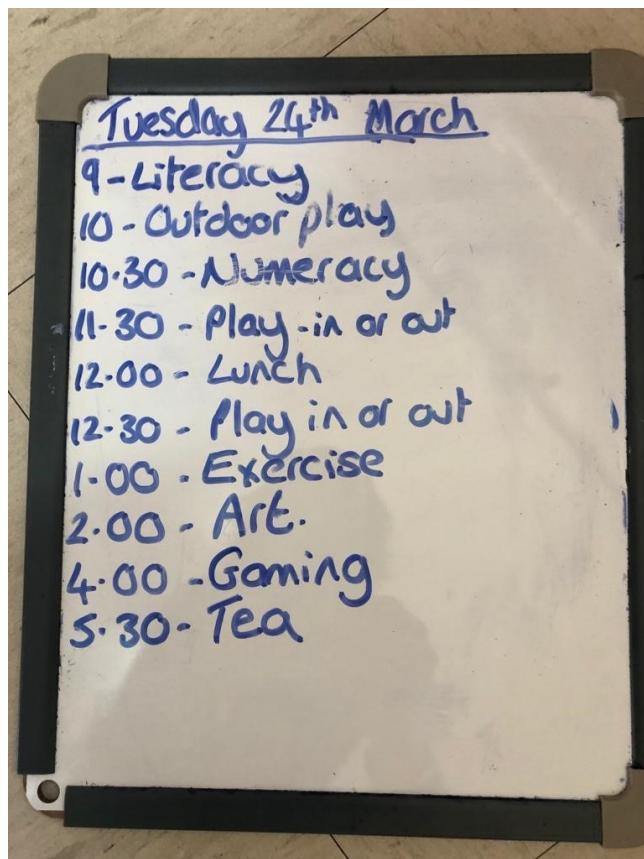 Tuesday 24th March
9-Literacy
10-Outdoor play
10.30-Numeracy
11.30-Play-in or out
12.00-Lunch
12.30-Play in or out
1.00-Exercise
2.00-Art.
4.00-Gaming
5.30-Tea